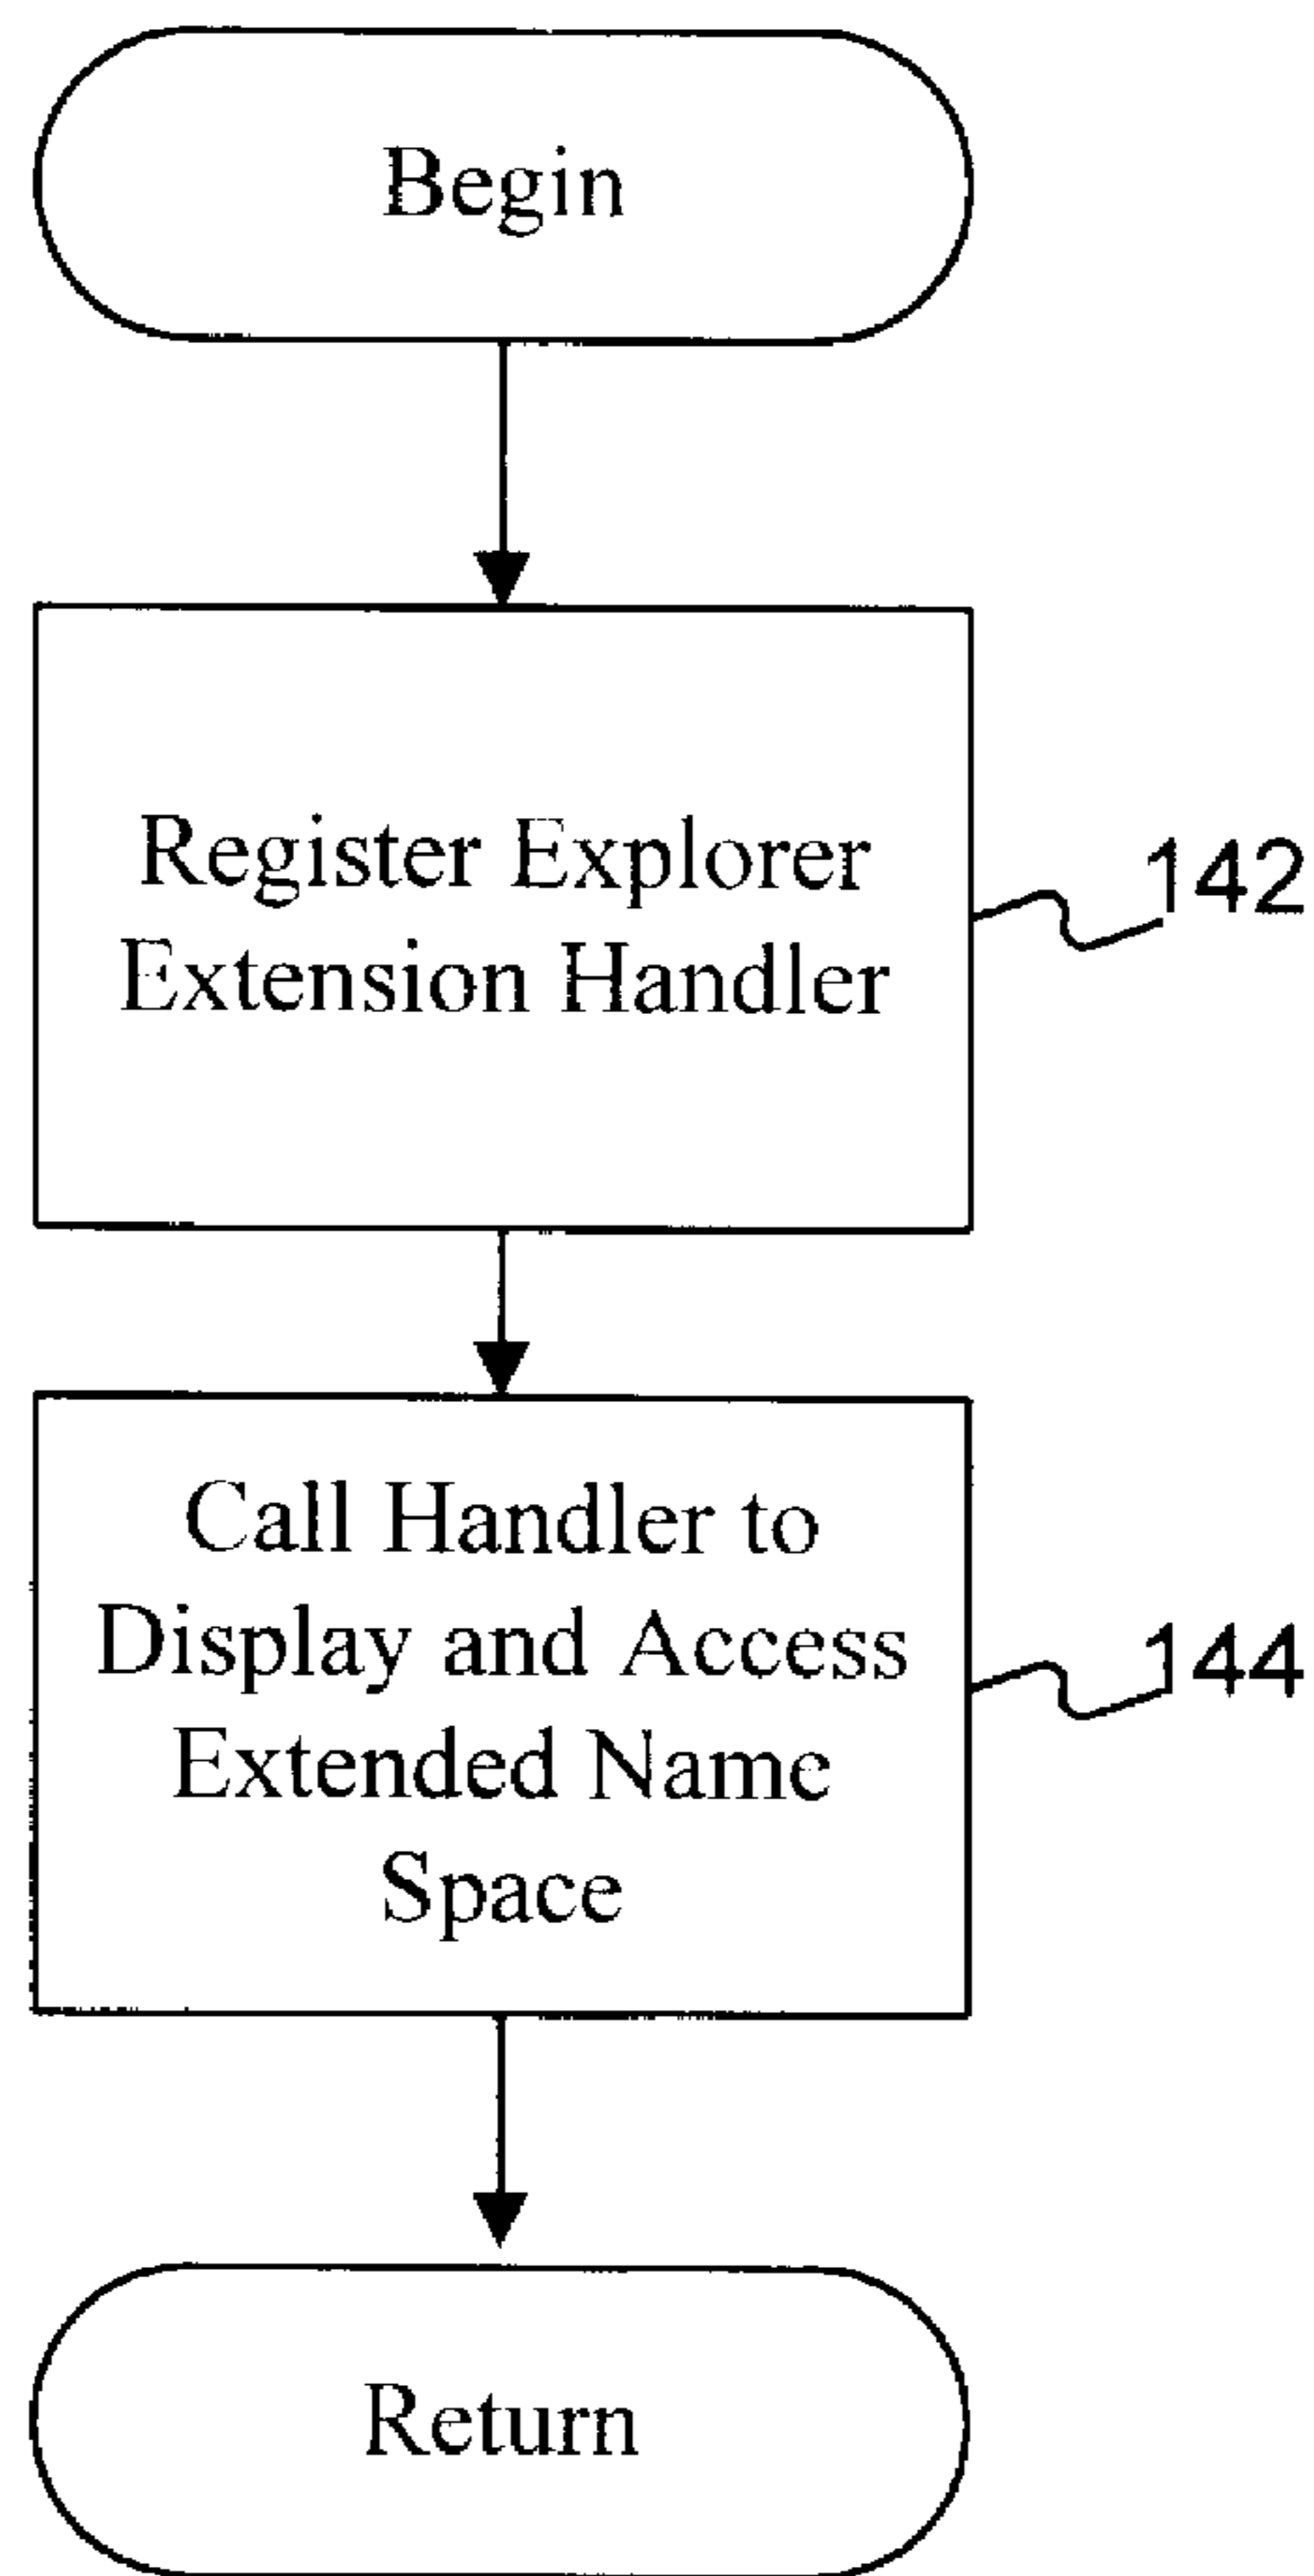 Begin
Register Explorer
Extension Handler
142
Call Handler to
Display and Access
Extended Name
Space
144
Return